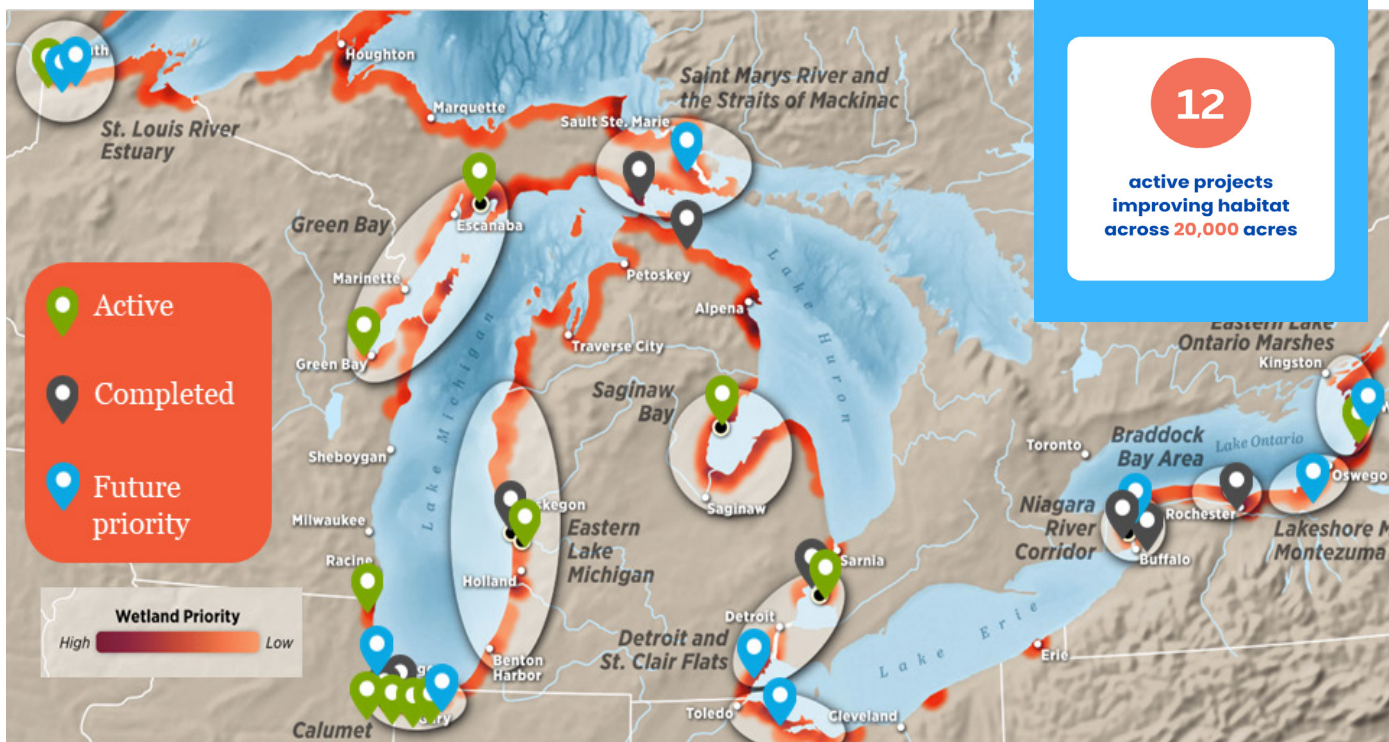 Houghton
Marquette
Saint Marys River and
the Straits of Mackinac
Sault Ste. Marie
12
active projects
improving habitat
across 20,000 acres
St. Louis River
Estuary
Green Bay
Escanaba
Marinette
Petoskey
Alpena
Lake Huron
Lake Michigan
Green Bay
Traverse City
Active
Completed
Future
priority
Saginaw
Bay
Saginaw
Eastern Lake
Ontario Marshes
Kingston
Toronto
Braddock
Bay Area
Lake Ontario
Oswego
Rochester
Niagara
River
Corridor
Buffalo
Lakeshore M
Montezuma
Sheboygan
Milwaukee
Racine
skegon
Eastern
Lake
Michigan
Holland
Benton
Harbor
Sarnia
Detroit
Detroit and
St. Clair Flats
Lake Erie
Erie
Toledo
Cleveland
Wetland Priority
High
Low
Calumet